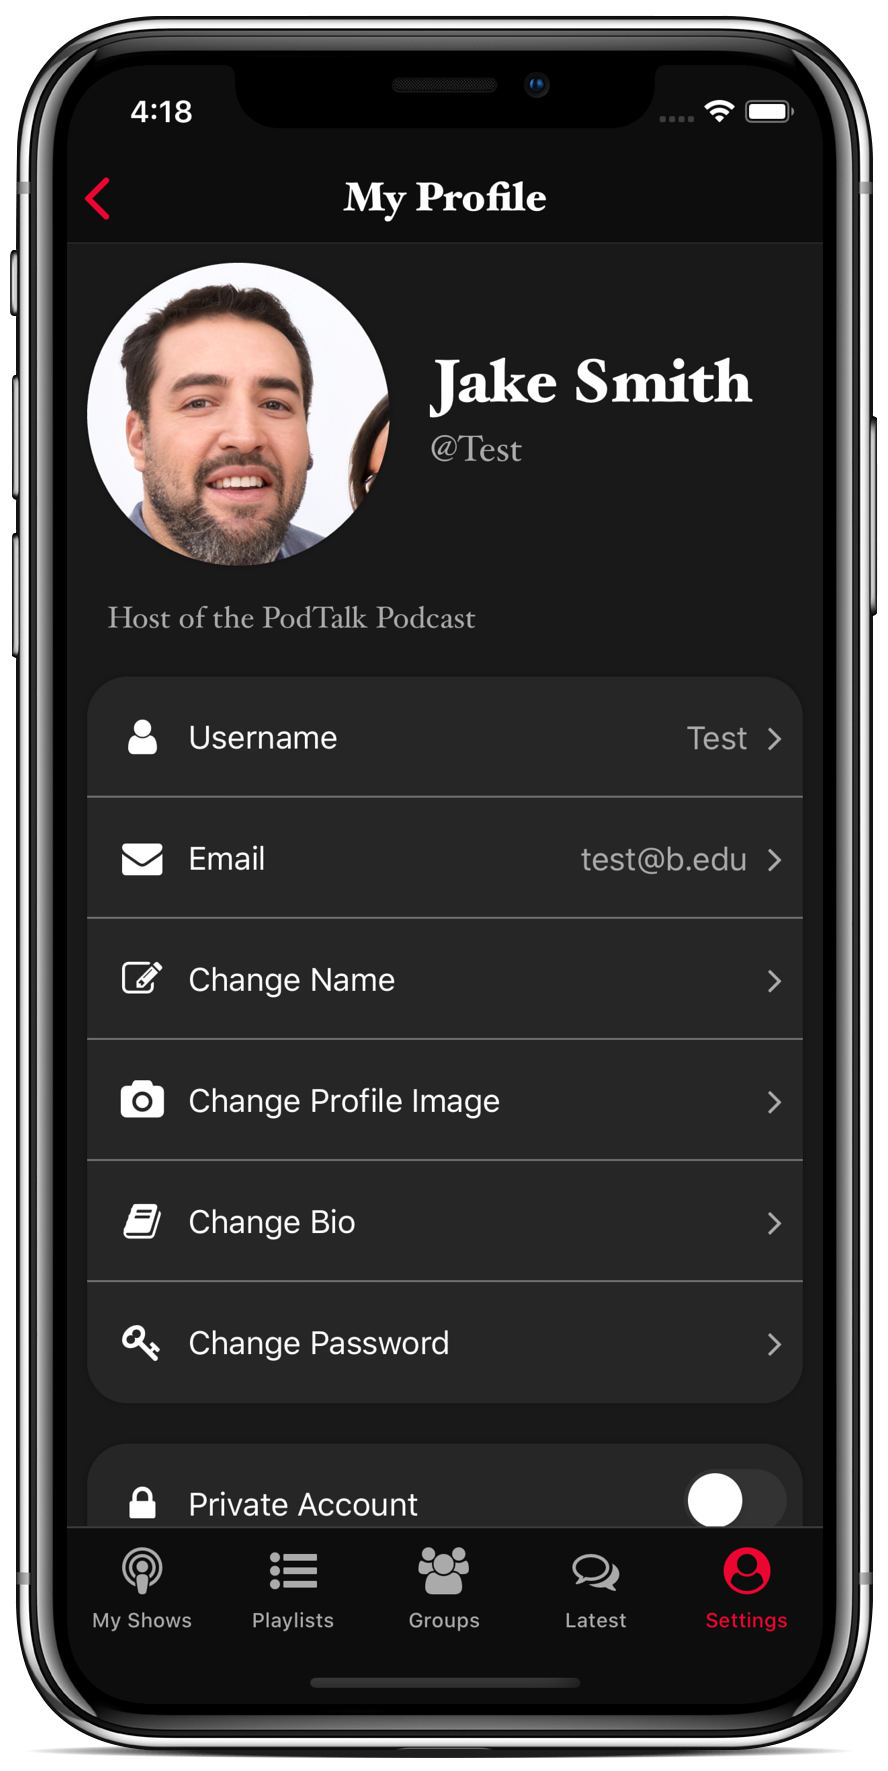 4:18
My Profile
Jake Smith
@Test
Host of the PodTalk Podcast
Username Test
Email test@b.edu
Change Name
Change Profile Image
Change Bio
Change Password
Private Account
My Shows Playlists Groups Latest Settings